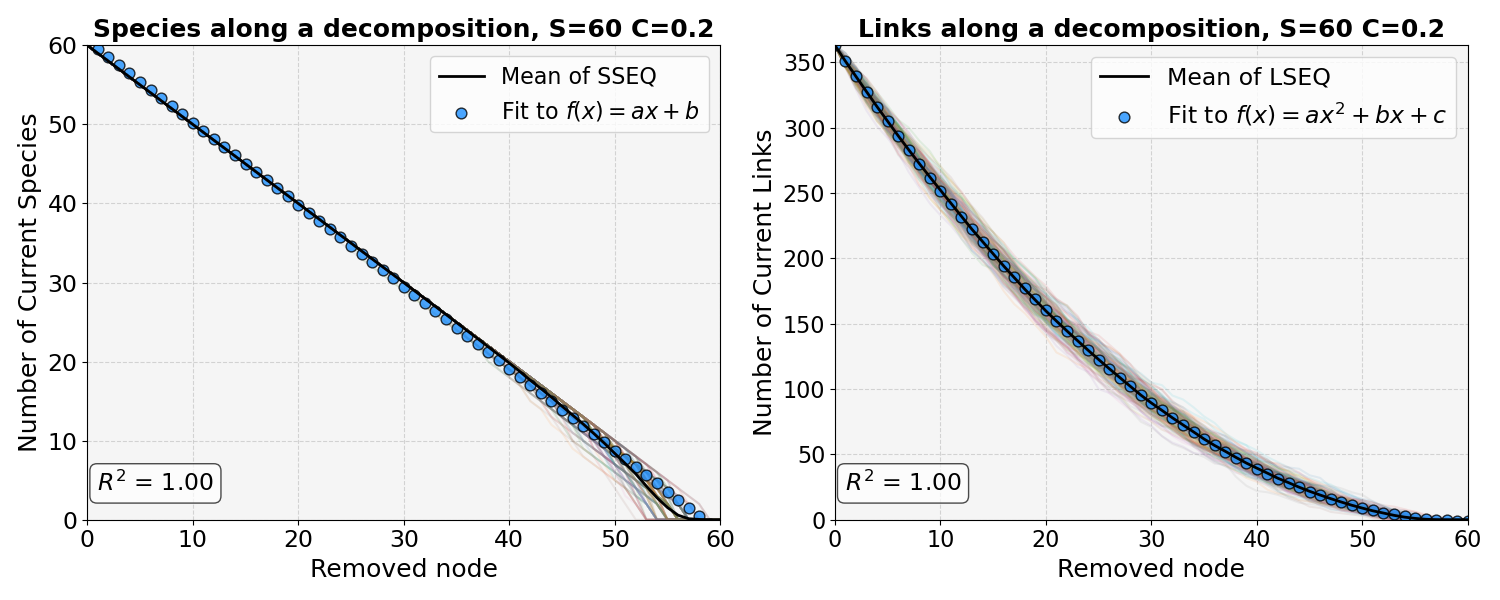 Species along a decomposition, S=60 C=0.2
Number of Current Species
60
50
40
30
20
10
0
Mean of SSEQ
Fit to f(x) = ax + b
R² = 1.00
0 10 20 30 40 50 60
Removed node
Links along a decomposition, S=60 C=0.2
Number of Current Links
350
300
250
200
150
100
50
0
Mean of LSEQ
Fit to f(x) = ax² + bx + c
R² = 1.00
0 10 20 30 40 50 60
Removed node